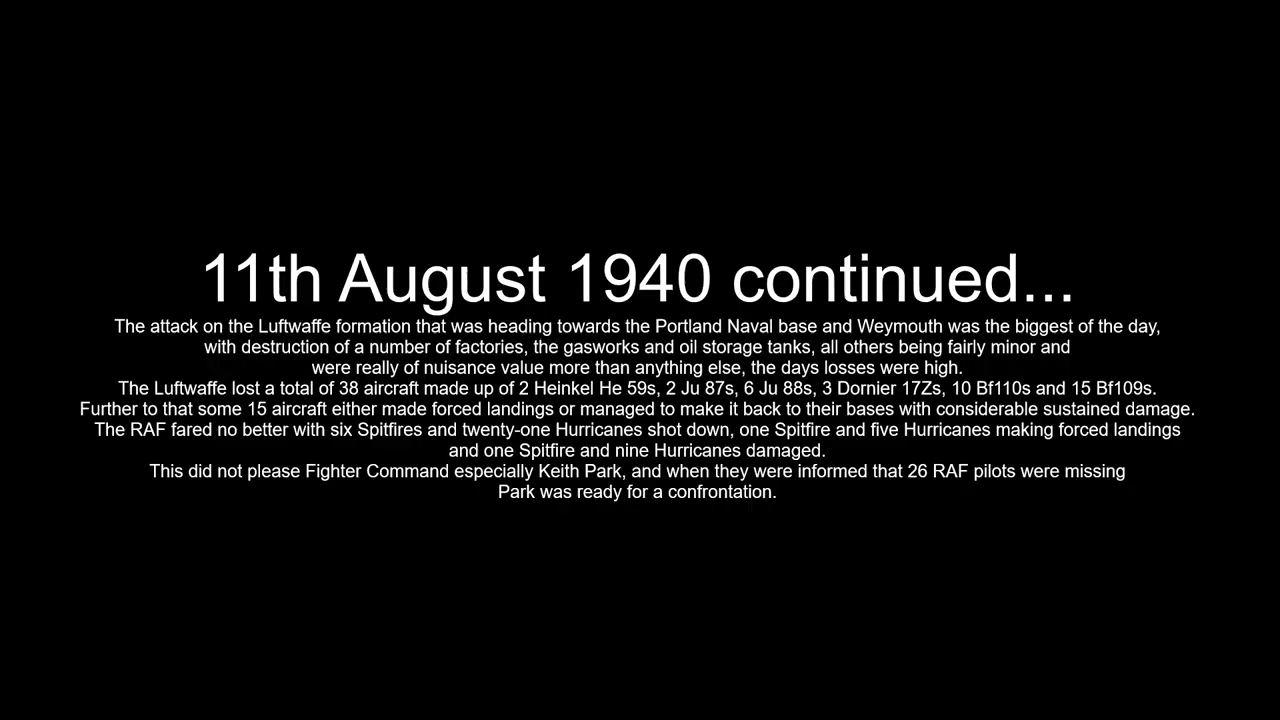 11th August 1940 continued...
The attack on the Luftwaffe formation that was heading towards the Portland Naval base and Weymouth was the biggest of the day,
with destruction of a number of factories, the gasworks and oil storage tanks, all others being fairly minor and
were really of nuisance value more than anything else, the days losses were high.
The Luftwaffe lost a total of 38 aircraft made up of 2 Heinkel He 59s, 2 Ju 87s, 6 Ju 88s, 3 Dornier 17Zs, 10 Bf110s and 15 Bf109s.
Further to that some 15 aircraft either made forced landings or managed to make it back to their bases with considerable sustained damage.
The RAF fared no better with six Spitfires and twenty-one Hurricanes shot down, one Spitfire and five Hurricanes making forced landings
and one Spitfire and nine Hurricanes damaged.
This did not please Fighter Command especially Keith Park, and when they were informed that 26 RAF pilots were missing
Park was ready for a confrontation.